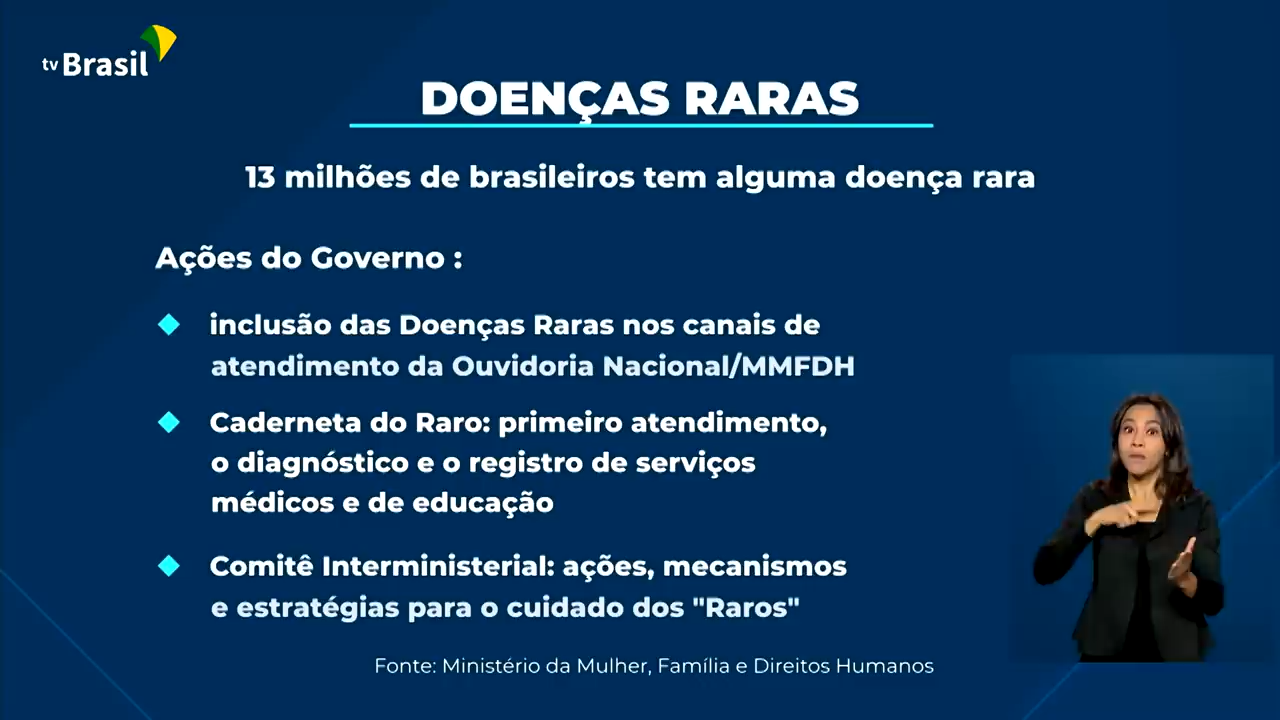 tv Brasil
DOENÇAS RARAS
13 milhões de brasileiros tem alguma doença rara
Ações do Governo :
inclusão das Doenças Raras nos canais de
atendimento da Ouvidoria Nacional/MMFDH
Caderneta do Raro: primeiro atendimento,
o diagnóstico e o registro de serviços
médicos e de educação
Comitê Interministerial: ações, mecanismos
e estratégias para o cuidado dos "Raros"
Fonte: Ministério da Mulher, Família e Direitos Humanos